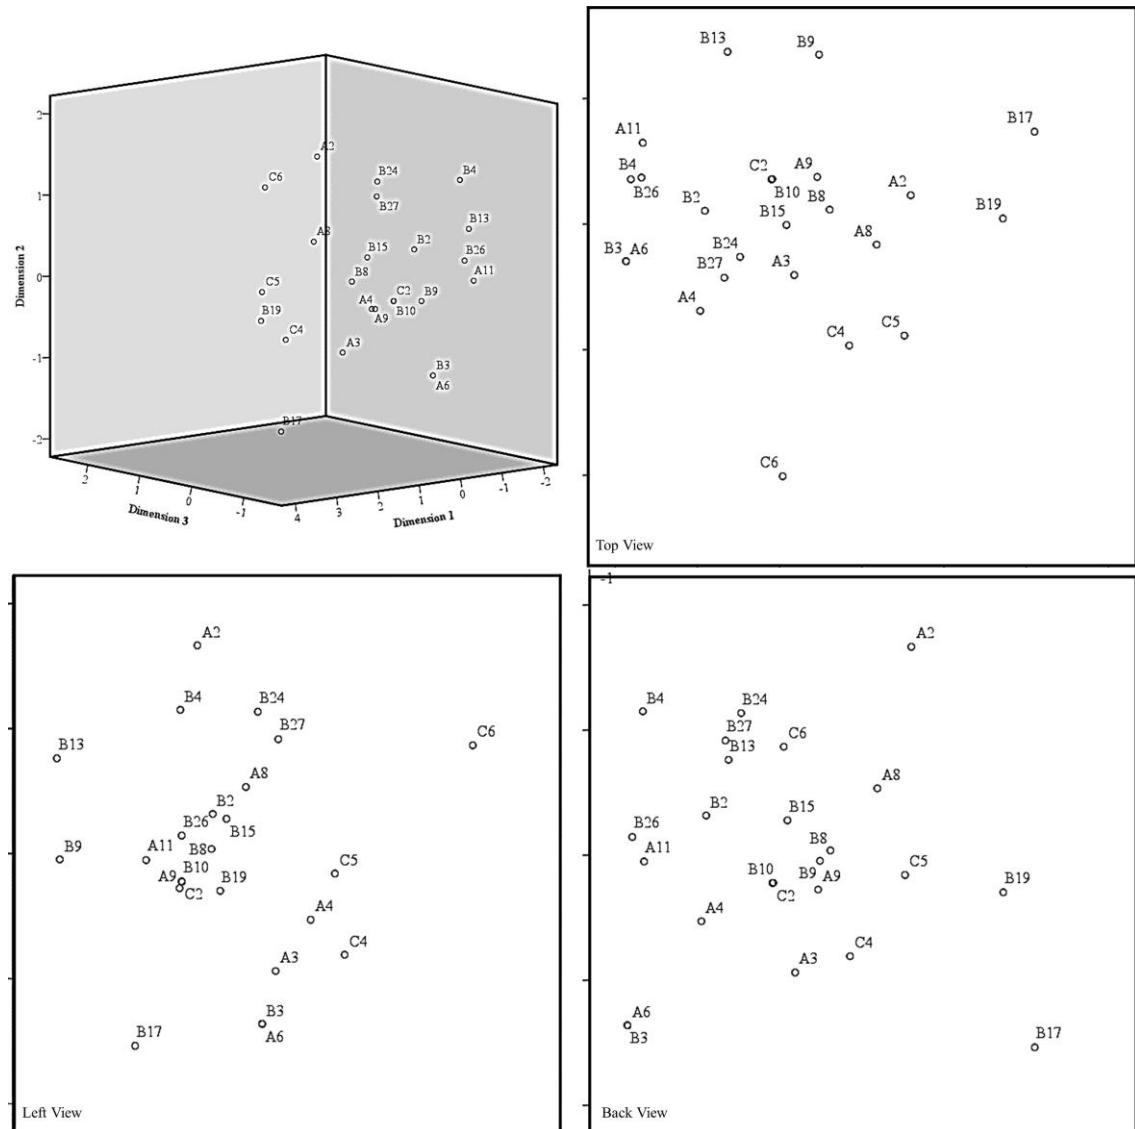 2
1
0
-1
-2
Dimension 2
A2
C6
B24
B4
B27
B13
A8
B2
B15
B26
B8
A11
C5
C2
B9
A4
B10
B19
A9
C4
A3
B3
A6
B17
2
1
0
-1
Dimension 3
4
3
2
1
0
-1
-2
Dimension 1
B13
B9
B17
A11
B4
C2
A9
B26
B10
A2
B2
B8
B19
B15
A8
B3 A6
B24
A3
B27
A4
C4
C5
C6
Top View
A2
B4
B24
B27
C6
B13
A8
B2
B26
B15
B9
A11
B8
B10
C5
A9
B19
C2
A4
C4
A3
B3
B17
A6
Left View
-1
A2
B4
B24
B27
C6
B13
A8
B2
B15
B26
B8
A11
B10
B9
C5
A9
B19
C2
A4
C4
A3
A6
B3
B17
Back View